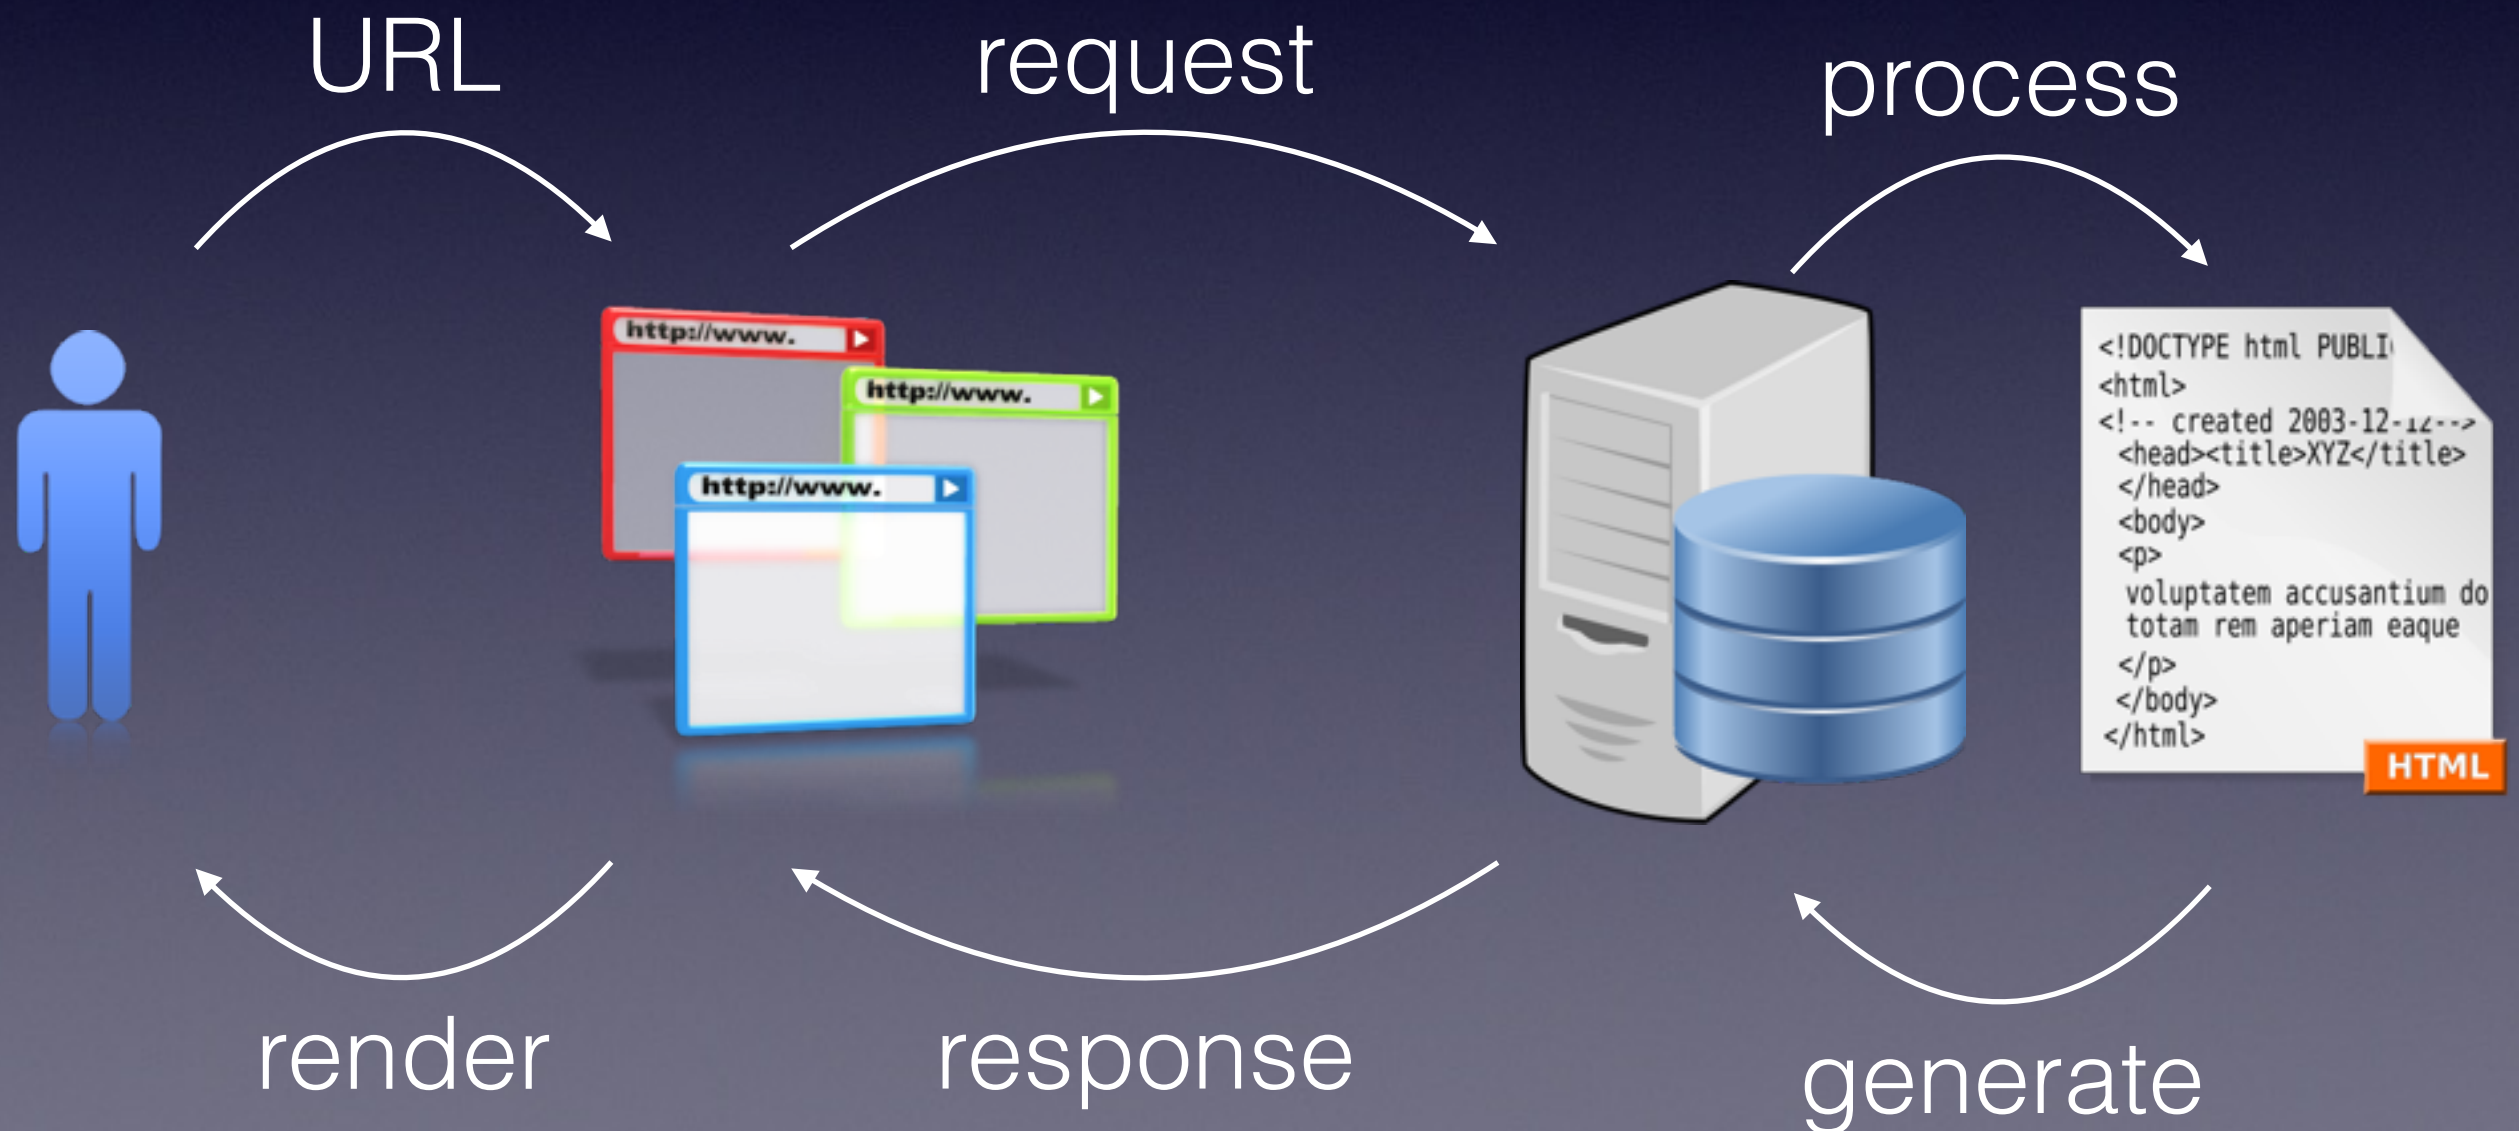 URL
request
process
http://www.
http://www.
http://www.
<!DOCTYPE html PUBLI
<html>
<!-- created 2003-12-12-->
<head><title>XYZ</title>
</head>
<body>
<p>
voluptatem accusantium do
totam rem aperiam eaque
</p>
</body>
</html>
HTML
render
response
generate